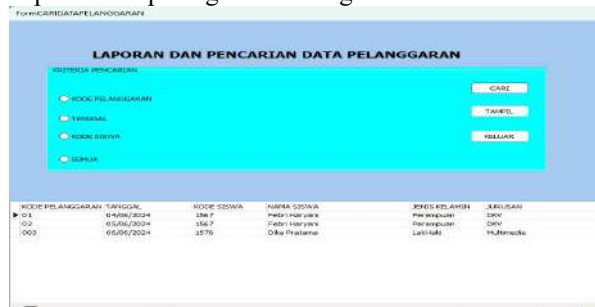 FormCARIDATAPELANGGARAN
LAPORAN DAN PENCARIAN DATA PELANGGARAN
KRITERIA PENCARIAN
CARI
KODE PELANGGARAN
TAMPIL
TANGGAL
KODE SISWA
KELUAR
SEMUA
KODE PELANGGARAN TANGGAL KODE SISWA NAMA SISWA JENIS KELAMIN JURUSAN
01 04/06/2024 1567 Febri Haryani Perempuan DKV
02 05/06/2024 1567 Febri Haryani Perempuan DKV
003 06/06/2024 1576 Dika Pratama Laki-laki Multimedia